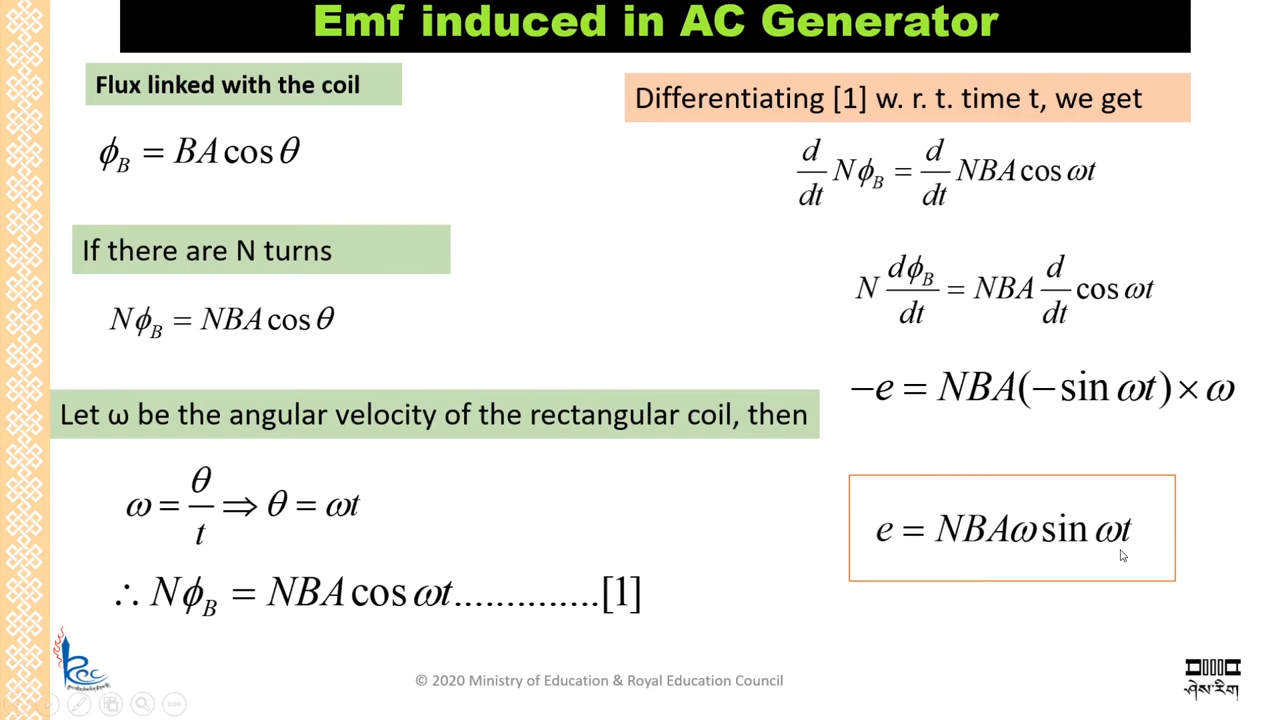 Emf induced in AC Generator
Flux linked with the coil
ϕ_B = BA cos θ
If there are N turns
Nϕ_B = NBA cos θ
Let ω be the angular velocity of the rectangular coil, then
ω = θ/t ⇒ θ = ωt
∴ Nϕ_B = NBA cos ωt..............[1]
Differentiating [1] w. r. t. time t, we get
d/dt Nϕ_B = d/dt NBA cos ωt
N dϕ_B/dt = NBA d/dt cos ωt
−e = NBA(−sin ωt) × ω
e = NBAω sin ωt
© 2020 Ministry of Education & Royal Education Council
ཤེས་རིག